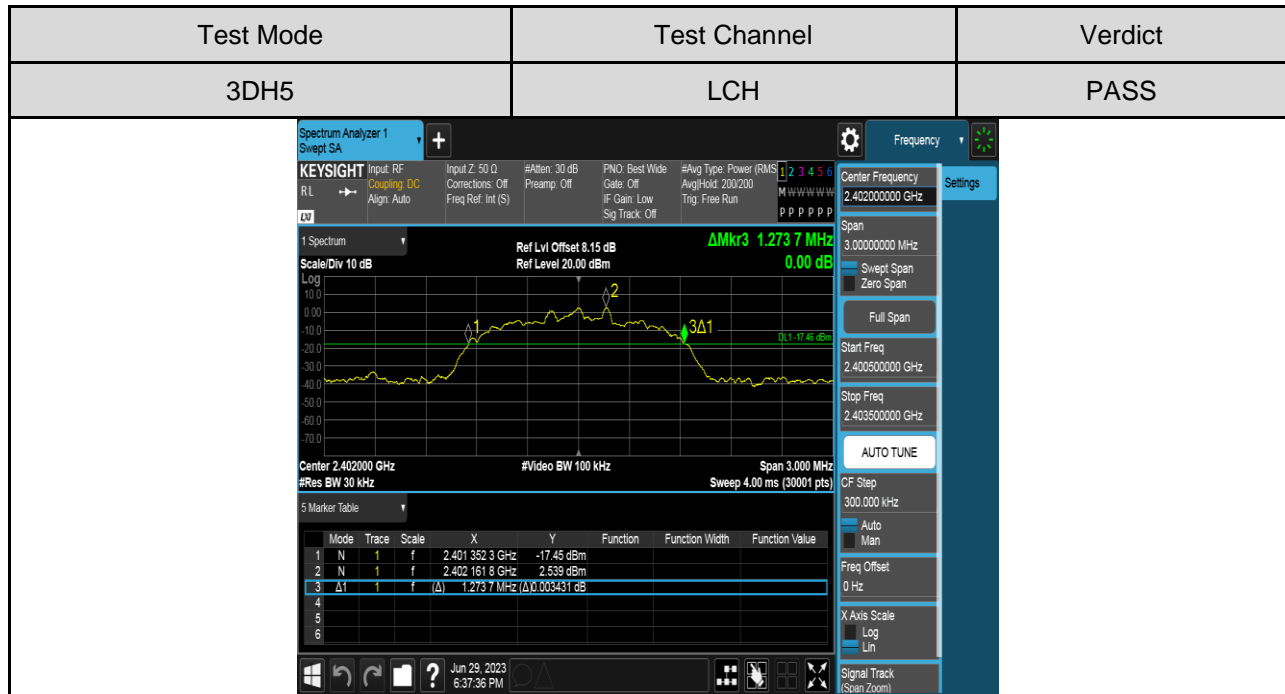 Test Mode Test Channel Verdict
3DH5 LCH PASS
Spectrum Analyzer 1
Swept SA
+
Frequency
KEYSIGHT
RL
LXI
Input: RF
Coupling: DC
Align: Auto
Input Z: 50 Ω
Corrections: Off
Freq Ref: Int (S)
#Atten: 30 dB
Preamp: Off
PNO: Best Wide
Gate: Off
IF Gain: Low
Sig Track: Off
#Avg Type: Power (RMS
Avg|Hold: 200/200
Trig: Free Run
1 2 3 4 5 6
M W W W W W
P P P P P P
1 Spectrum
Scale/Div 10 dB
Ref Lvl Offset 8.15 dB
Ref Level 20.00 dBm
ΔMkr3 1.273 7 MHz
0.00 dB
Log
10.0
0.00
-10.0
-20.0
-30.0
-40.0
-50.0
-60.0
-70.0
1
2
3Δ1
DL1 -17.46 dBm
Center 2.402000 GHz #Video BW 100 kHz Span 3.000 MHz
#Res BW 30 kHz Sweep 4.00 ms (30001 pts)
5 Marker Table
Mode Trace Scale X Y Function Function Width Function Value
1 N 1 f 2.401 352 3 GHz -17.45 dBm
2 N 1 f 2.402 161 8 GHz 2.539 dBm
3 Δ1 1 f (Δ) 1.273 7 MHz (Δ) 0.003431 dB
4
5
6
?
Jun 29, 2023
6:37:36 PM
Center Frequency
2.402000000 GHz
Settings
Span
3.00000000 MHz
Swept Span
Zero Span
Full Span
Start Freq
2.400500000 GHz
Stop Freq
2.403500000 GHz
AUTO TUNE
CF Step
300.000 kHz
Auto
Man
Freq Offset
0 Hz
X Axis Scale
Log
Lin
Signal Track
(Span Zoom)